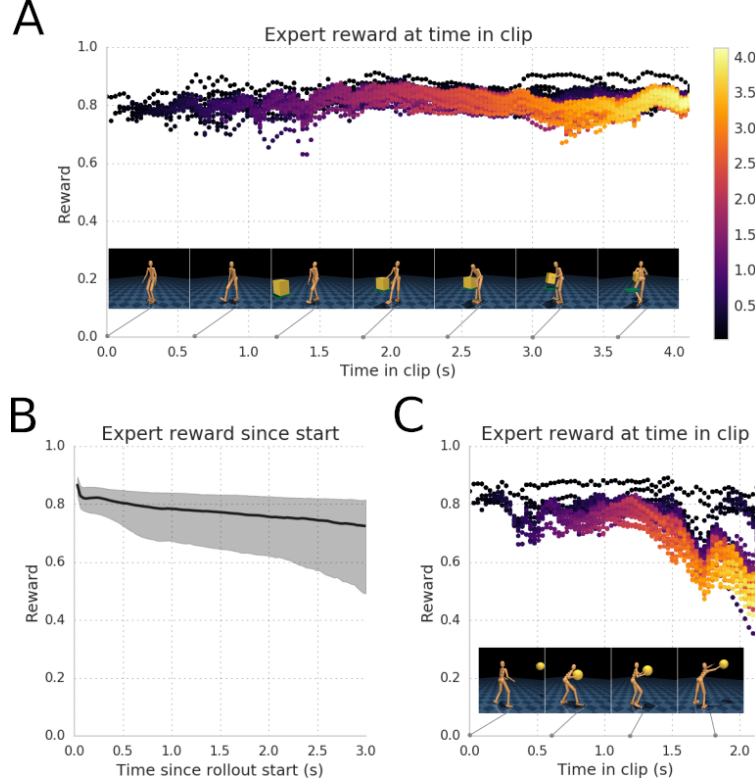 A
Expert reward at time in clip
1.0
0.8
0.6
0.4
0.2
0.0
Reward
0.0 0.5 1.0 1.5 2.0 2.5 3.0 3.5 4.0
Time in clip (s)
4.0
3.5
3.0
2.5
2.0
1.5
1.0
0.5
B
Expert reward since start
1.0
0.8
0.6
0.4
0.2
0.0
Reward
0.0 0.5 1.0 1.5 2.0 2.5 3.0
Time since rollout start (s)
C
Expert reward at time in clip
1.0
0.8
0.6
0.4
0.2
0.0
Reward
0.0 0.5 1.0 1.5 2.0
Time in clip (s)